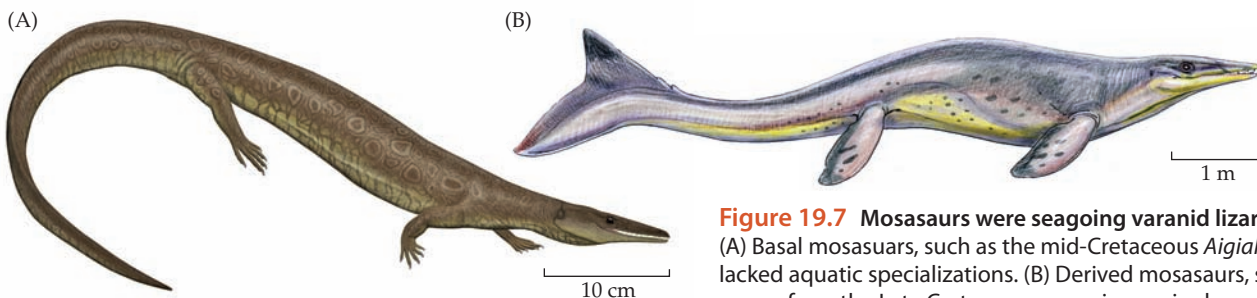 (A)
(B)
1 m
10 cm
Figure 19.7 Mosasaurs were seagoing varanid
(A) Basal mosasuars, such as the mid-Cretaceous
lacked aquatic specializations. (B) Derived mosasaurs,